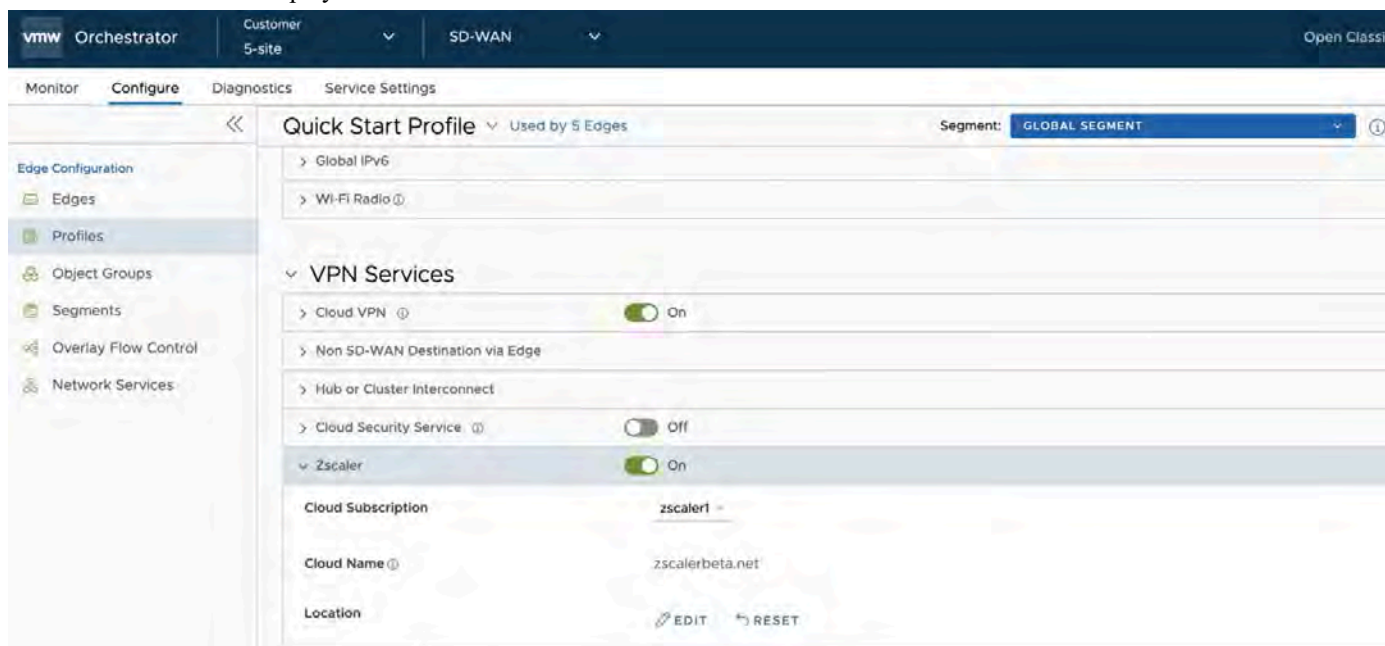 vmw Orchestrator
Customer
5-site
SD-WAN
Open Classi
Monitor Configure Diagnostics Service Settings
Quick Start Profile Used by 5 Edges
Segment: GLOBAL SEGMENT
Edge Configuration
Edges
Profiles
Object Groups
Segments
Overlay Flow Control
Network Services
Global IPv6
Wi-Fi Radio
VPN Services
Cloud VPN On
Non SD-WAN Destination via Edge
Hub or Cluster Interconnect
Cloud Security Service Off
Zscaler On
Cloud Subscription zscaler1
Cloud Name zscalerbeta.net
Location EDIT RESET